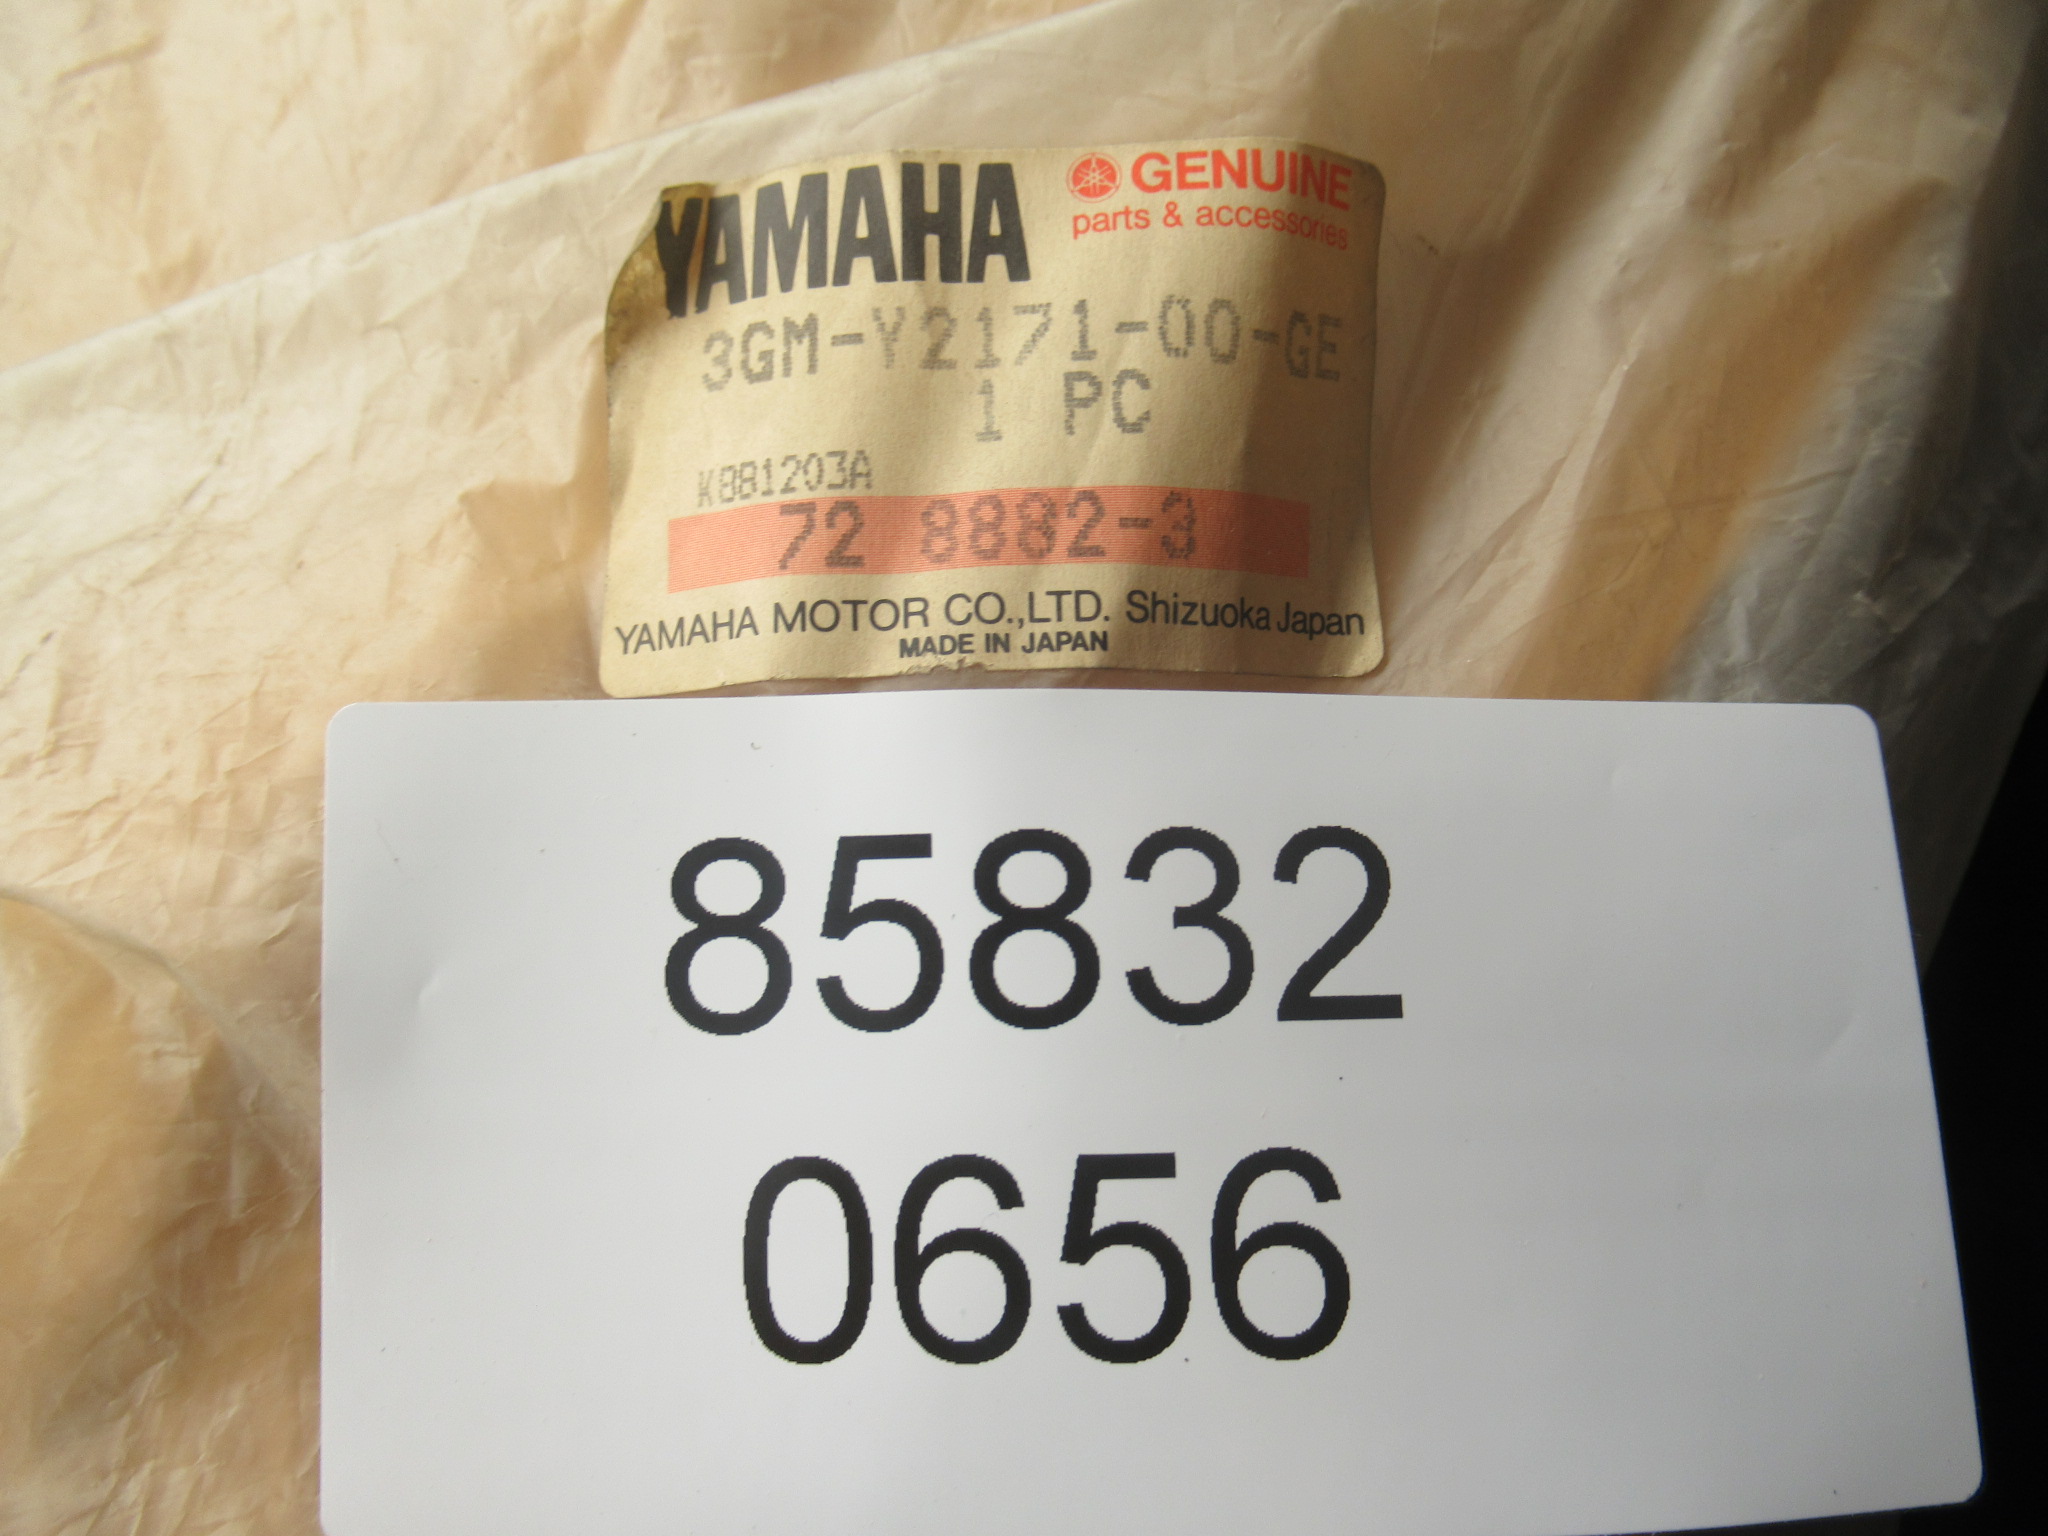 YAMAHA GENUINE
parts & accessories
3GM-Y2171-00-GE
1 PC
K881203A
72 8882-3
YAMAHA MOTOR CO.,LTD. Shizuoka Japan
MADE IN JAPAN
85832
0656